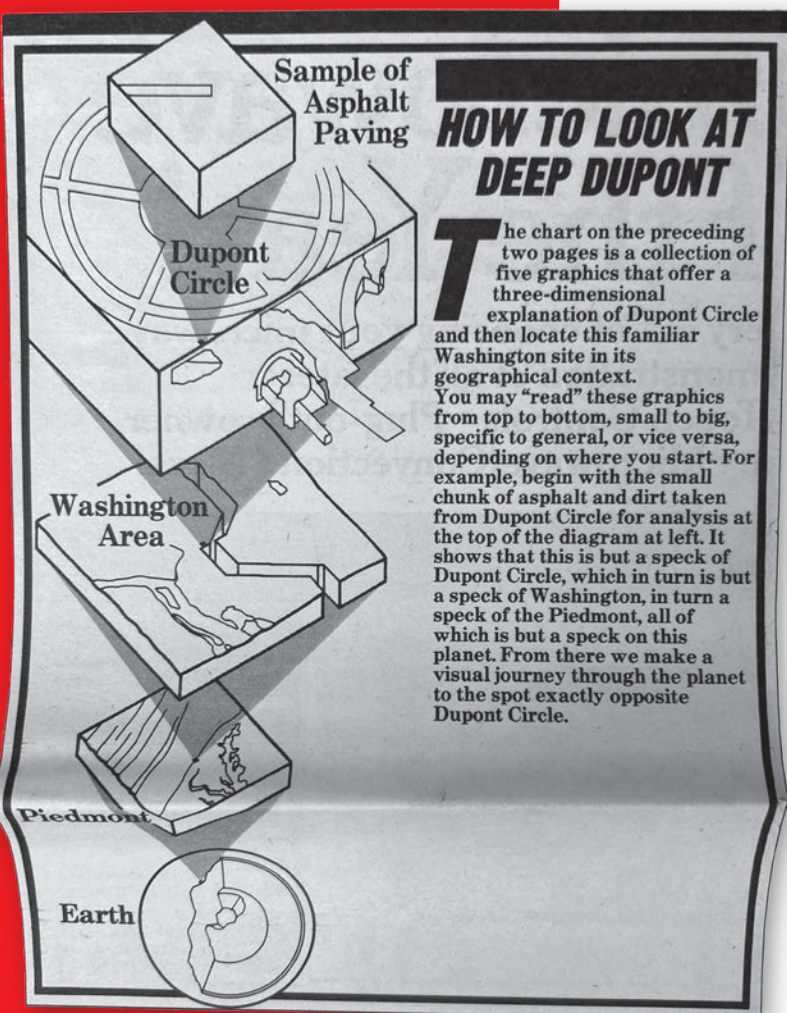 Sample of
Asphalt
Paving
Dupont
Circle
Washington
Area
Piedmont
Earth
HOW TO LOOK AT
DEEP DUPONT
The chart on the preceding
two pages is a collection of
five graphics that offer a
three-dimensional
explanation of Dupont Circle
and then locate this familiar
Washington site in its
geographical context.
You may “read” these graphics
from top to bottom, small to big,
specific to general, or vice versa,
depending on where you start. For
example, begin with the small
chunk of asphalt and dirt taken
from Dupont Circle for analysis at
the top of the diagram at left. It
shows that this is but a speck of
Dupont Circle, which in turn is but
a speck of Washington, in turn a
speck of the Piedmont, all of
which is but a speck on this
planet. From there we make a
visual journey through the planet
to the spot exactly opposite
Dupont Circle.